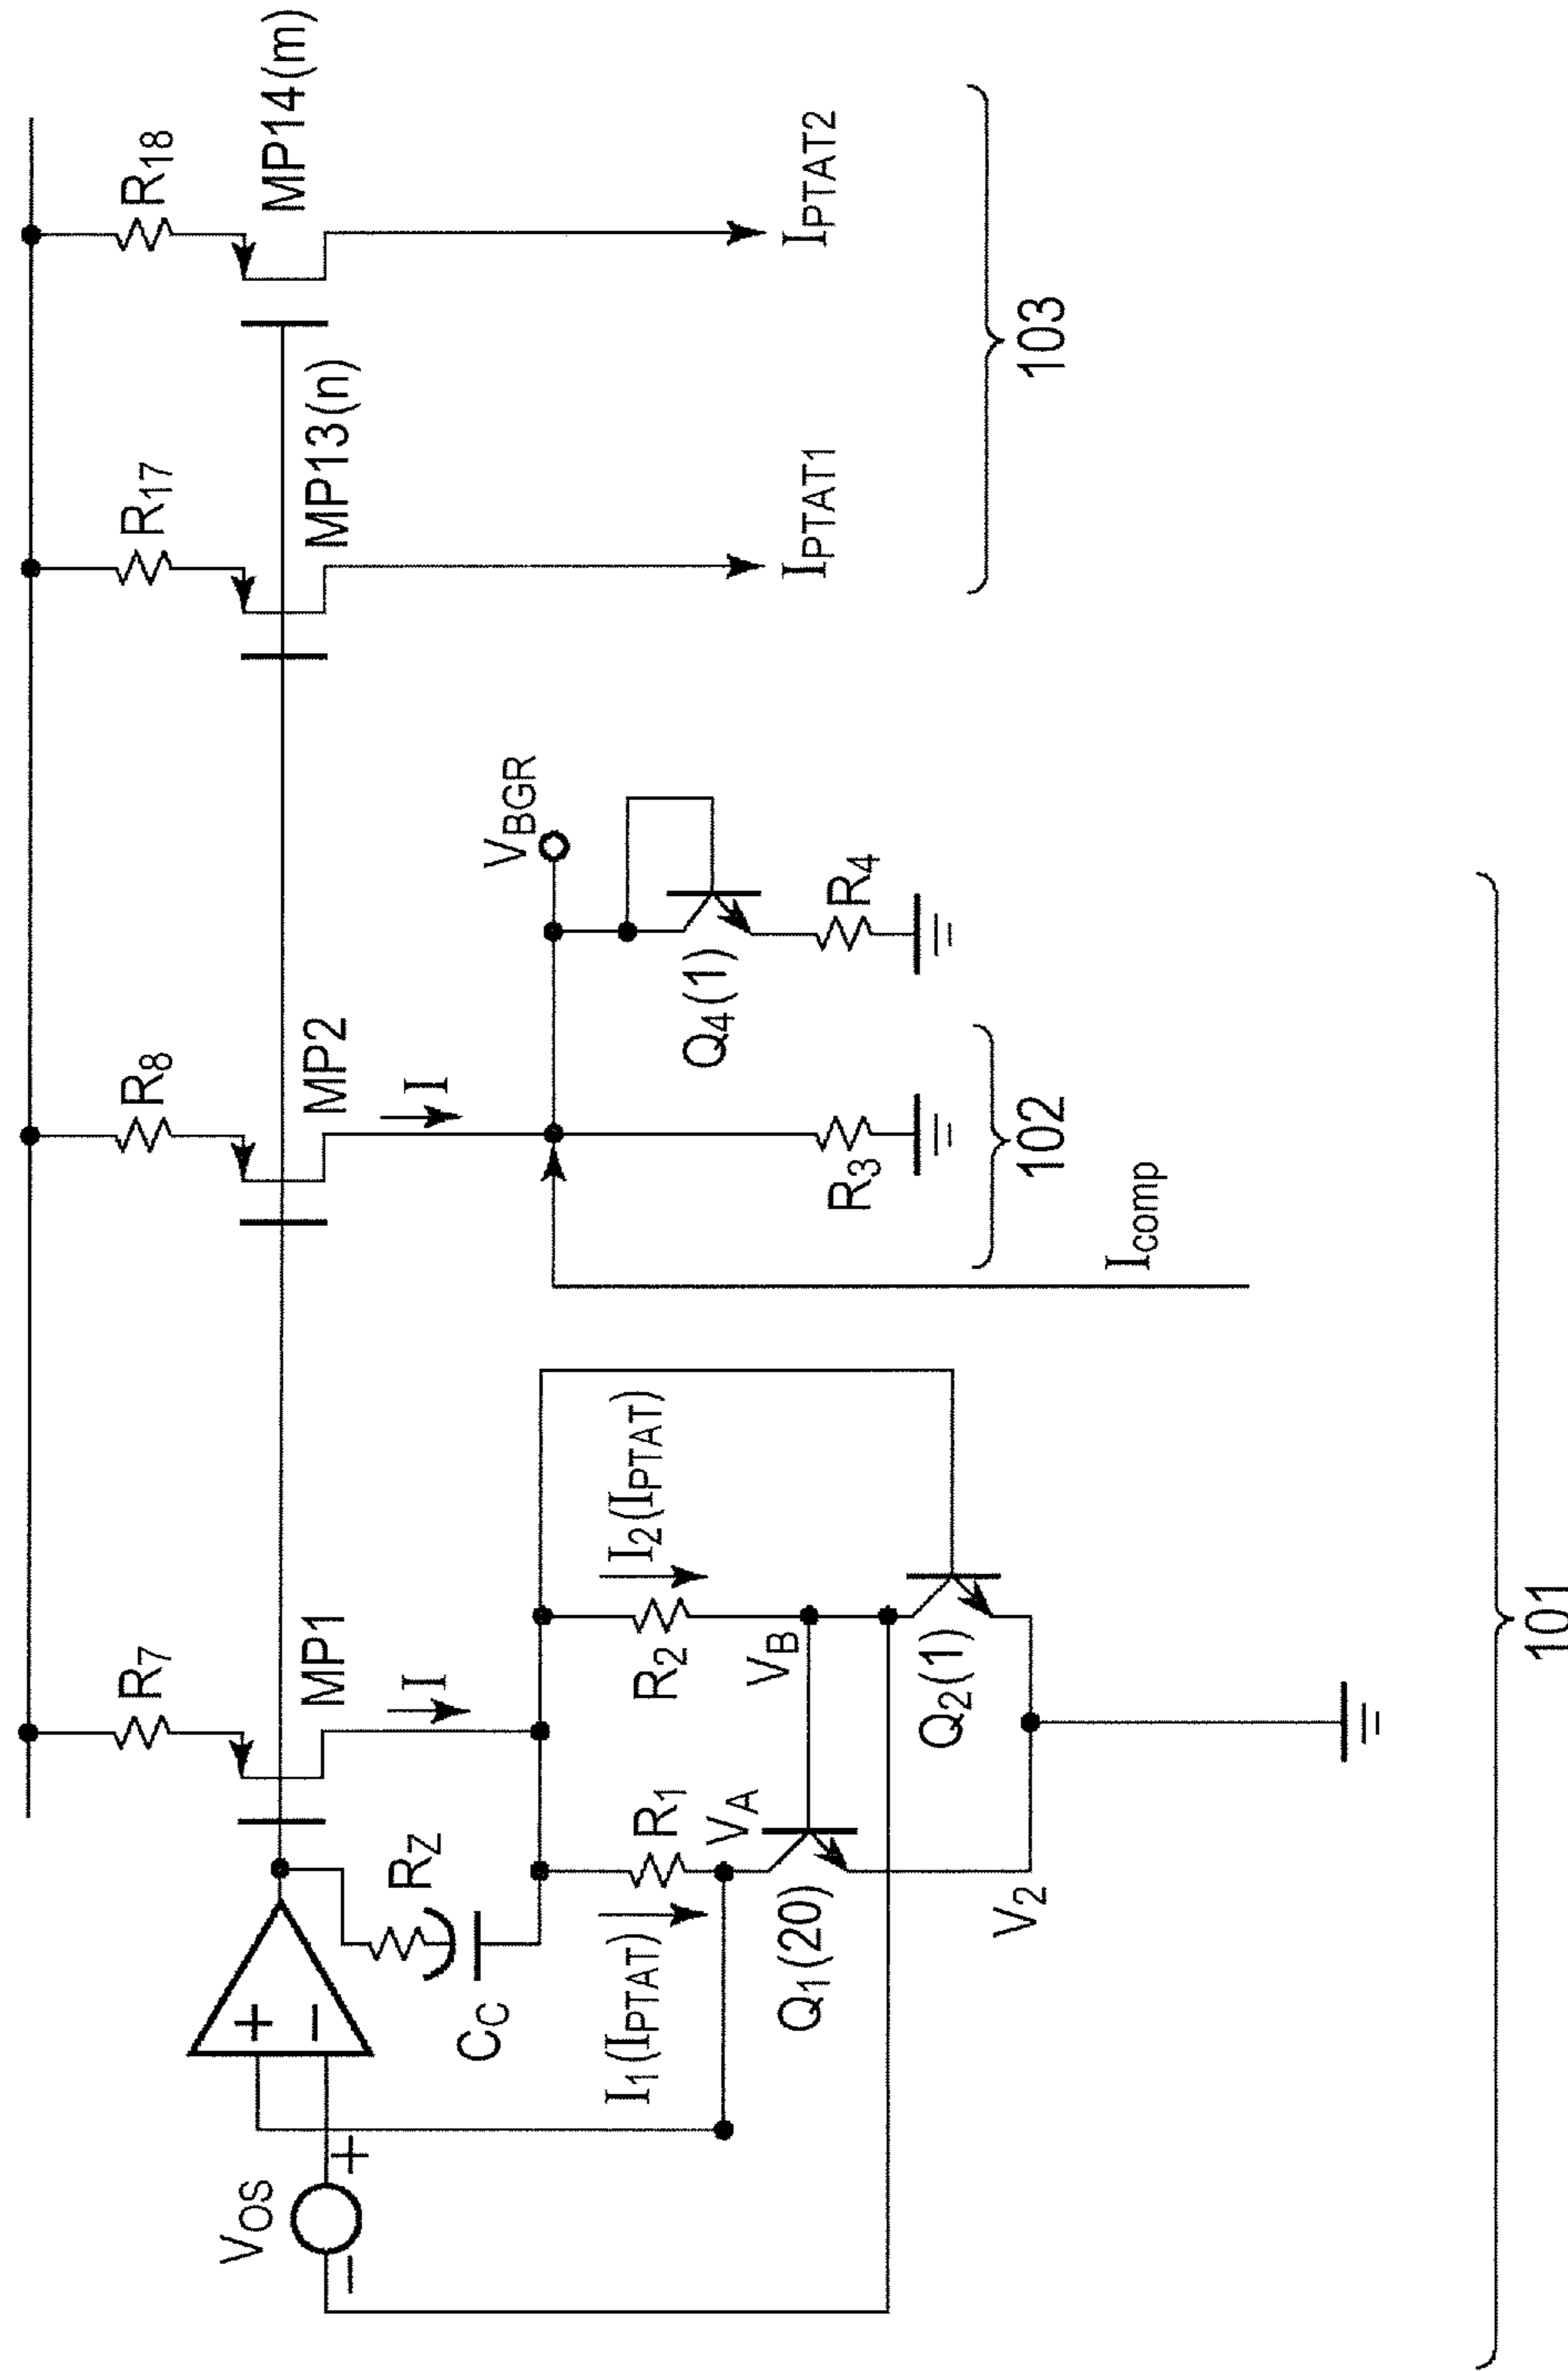 R7
R8
R17
R18
MP1
MP2
MP13(n)
MP14(m)
VOS
+
−
+
−
RZ
CC
I
I
I1(IPTAT)
R1
VA
R2
I2(IPTAT)
VB
Q1(20)
Q2(1)
V2
VBGR
Q4(1)
R4
R3
Icomp
IPTAT1
IPTAT2
101
102
103